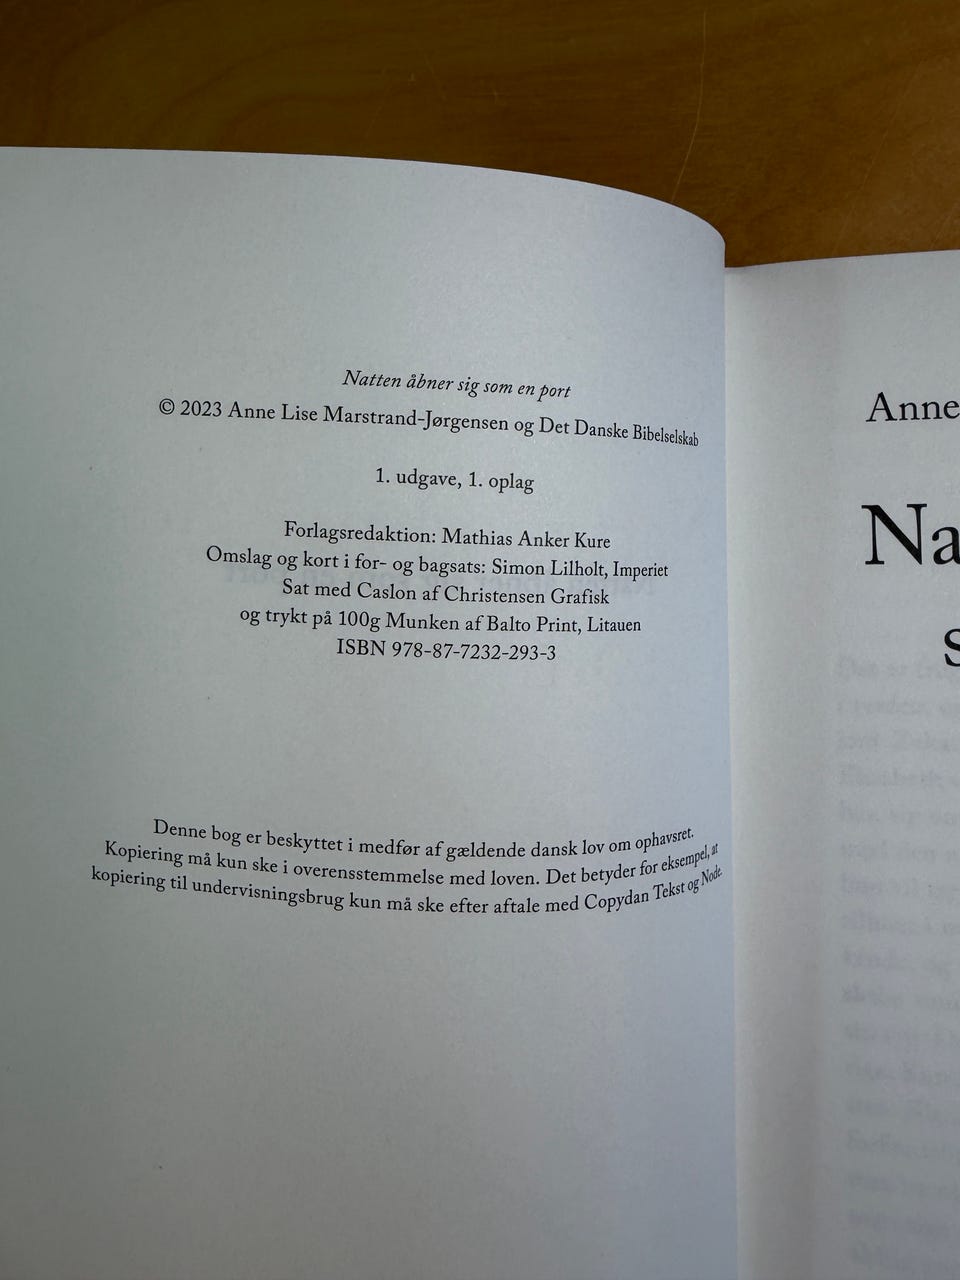 Natten åbner sig som en port
© 2023 Anne Lise Marstrand-Jørgensen og Det Danske Bibelselskab
1. udgave, 1. oplag
Forlagsredaktion: Mathias Anker Kure
Omslag og kort i for- og bagsats: Simon Lilholt, Imperiet
Sat med Caslon af Christensen Grafisk
og trykt på 100g Munken af Balto Print, Litauen
ISBN 978-87-7232-293-3
Denne bog er beskyttet i medfør af gældende dansk lov om ophavsret.
Kopiering må kun ske i overensstemmelse med loven. Det betyder for eksempel, at
kopiering til undervisningsbrug kun må ske efter aftale med Copydan Tekst og Node.
Anne
Na
s